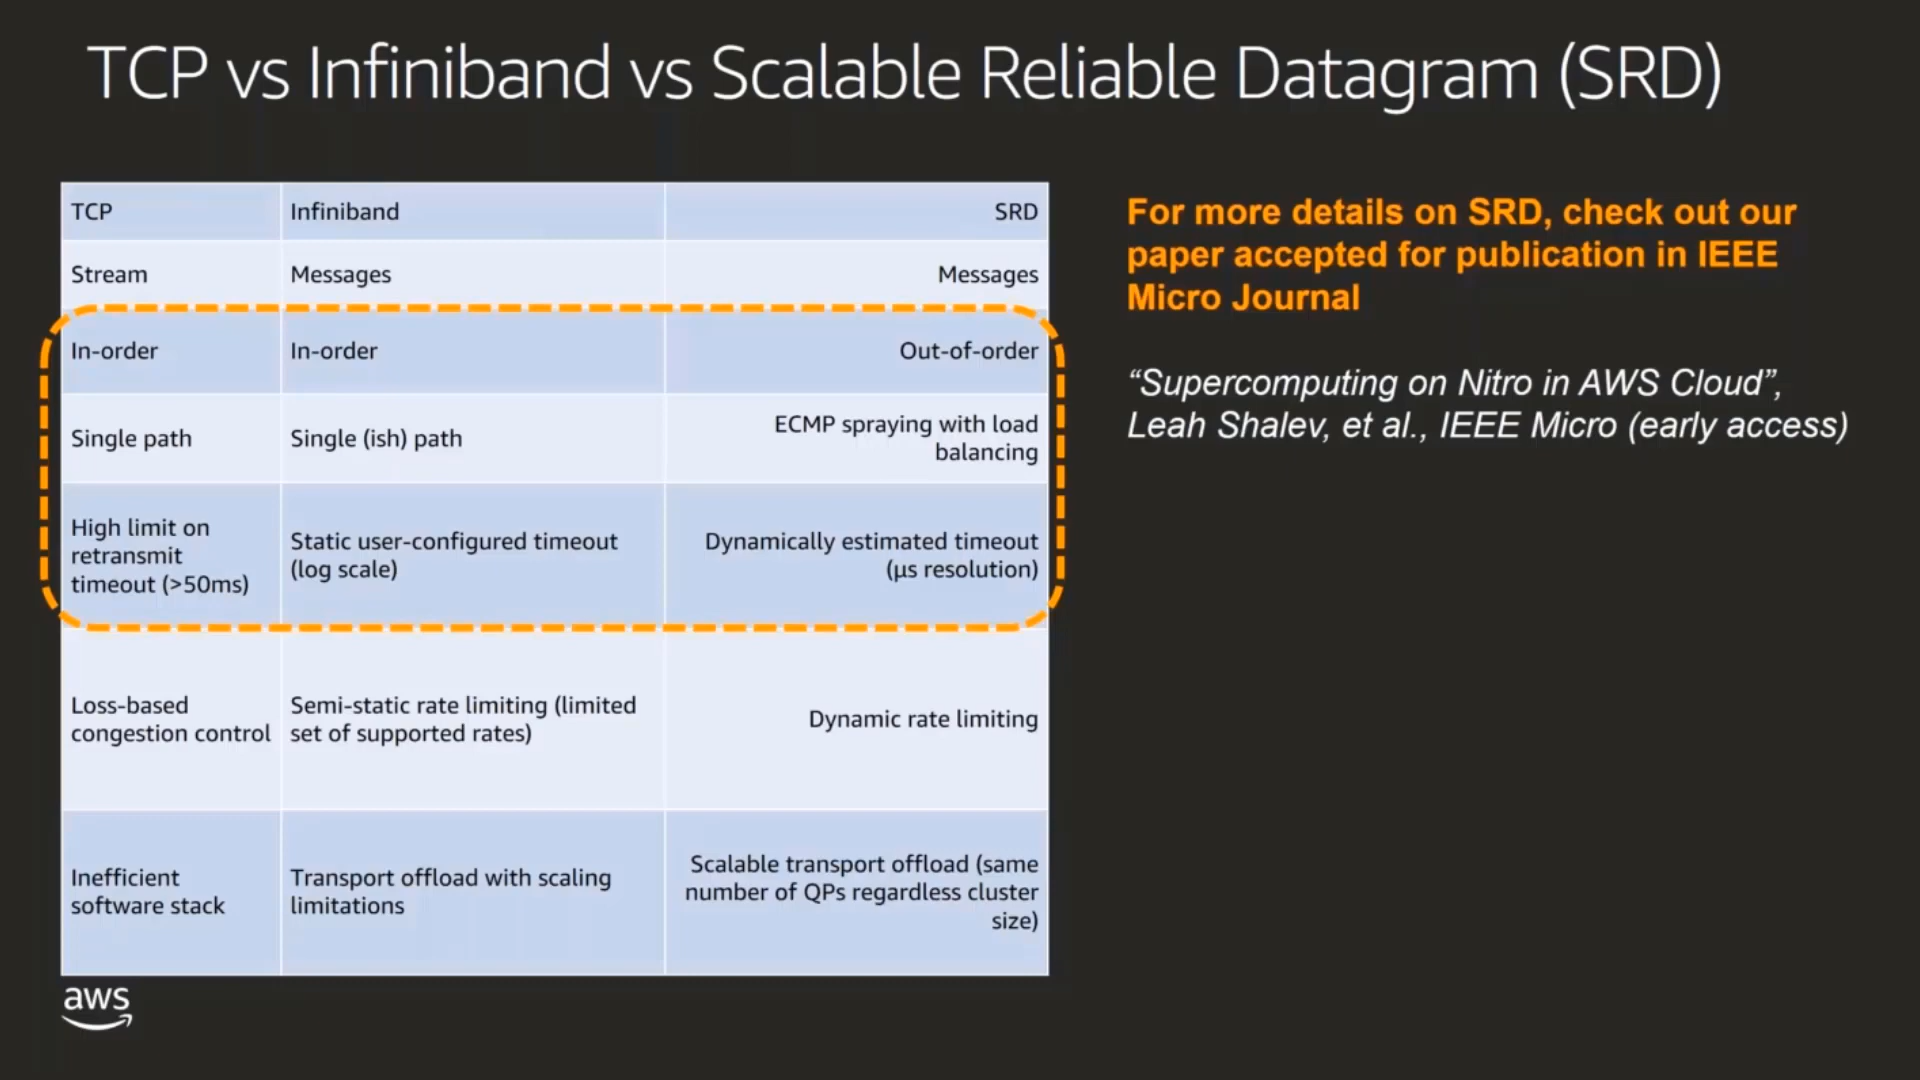 TCP vs Infiniband vs Scalable Reliable Datagram (SRD)
TCP
Infiniband
SRD
Stream
Messages
Messages
In-order
In-order
Out-of-order
Single path
Single (ish) path
ECMP spraying with load
balancing
High limit on
retransmit
timeout (>50ms)
Static user-configured timeout
(log scale)
Dynamically estimated timeout
(µs resolution)
Loss-based
congestion control
Semi-static rate limiting (limited
set of supported rates)
Dynamic rate limiting
Inefficient
software stack
Transport offload with scaling
limitations
Scalable transport offload (same
number of QPs regardless cluster
size)
For more details on SRD, check out our
paper accepted for publication in IEEE
Micro Journal
“Supercomputing on Nitro in AWS Cloud”,
Leah Shalev, et al., IEEE Micro (early access)
aws